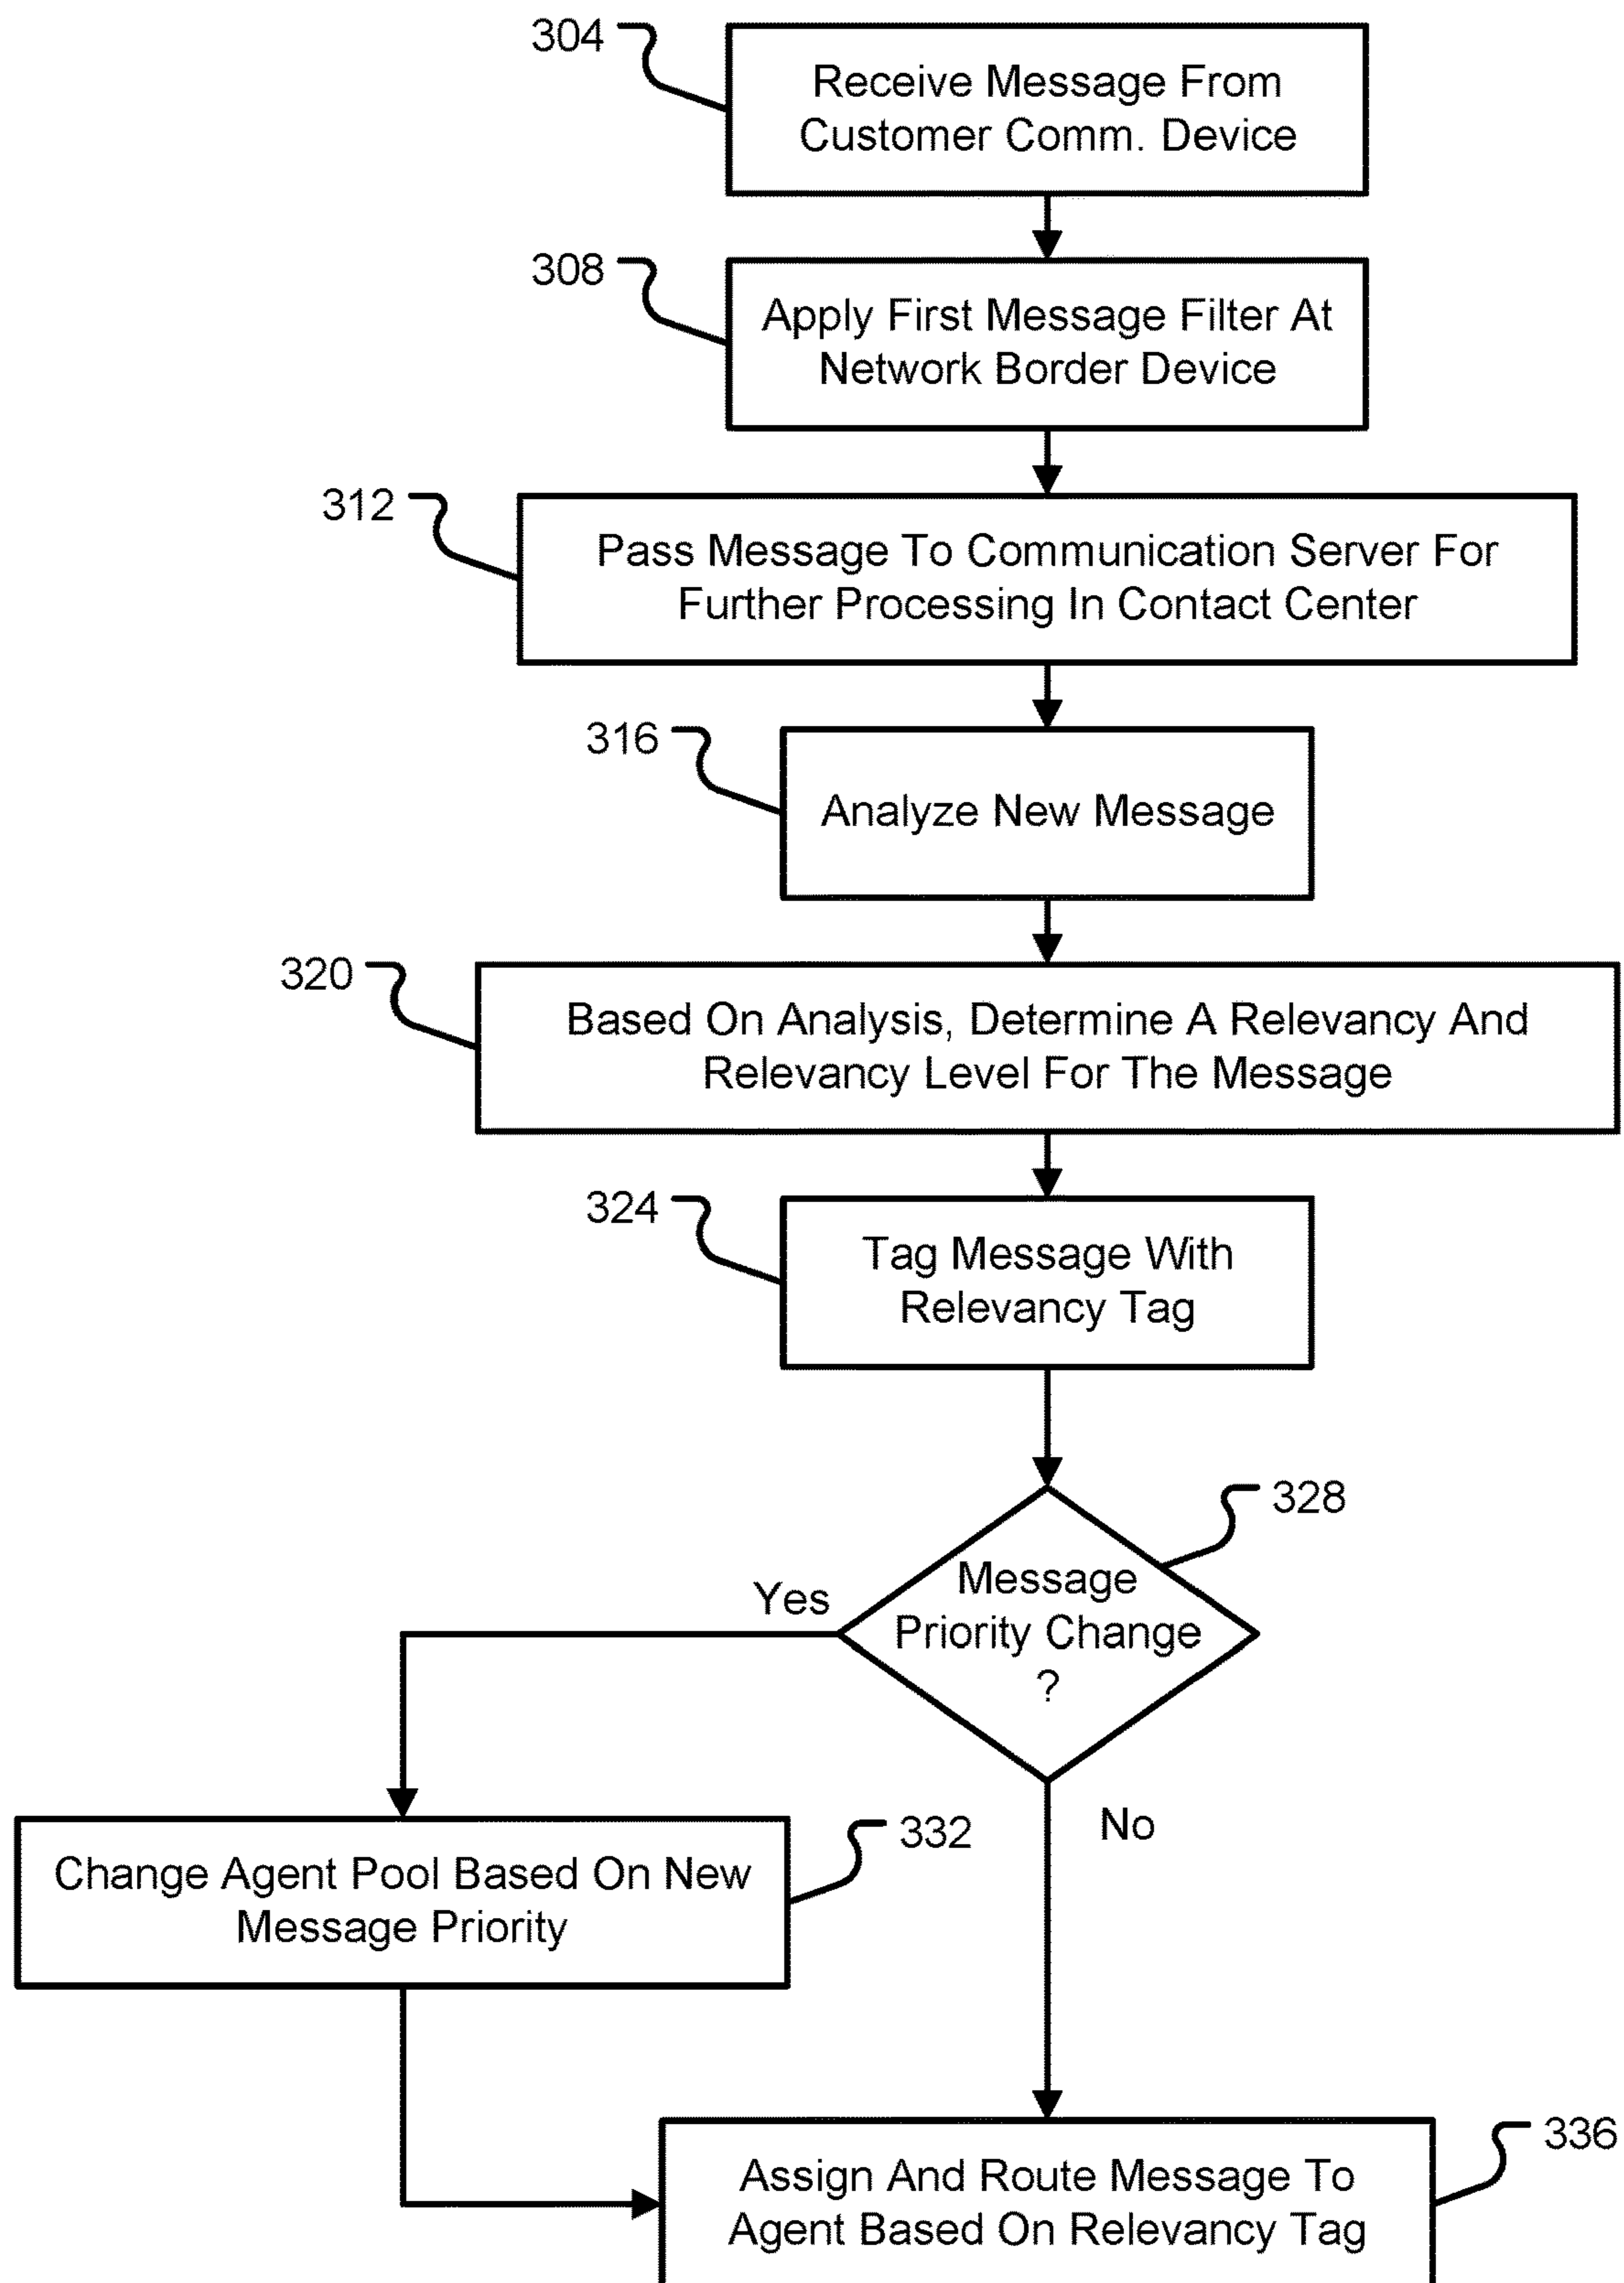 304
Receive Message From
Customer Comm. Device
308
Apply First Message Filter At
Network Border Device
312
Pass Message To Communication Server For
Further Processing In Contact Center
316
Analyze New Message
320
Based On Analysis, Determine A Relevancy And
Relevancy Level For The Message
324
Tag Message With
Relevancy Tag
328
Message
Priority Change
?
Yes
No
332
Change Agent Pool Based On New
Message Priority
336
Assign And Route Message To
Agent Based On Relevancy Tag